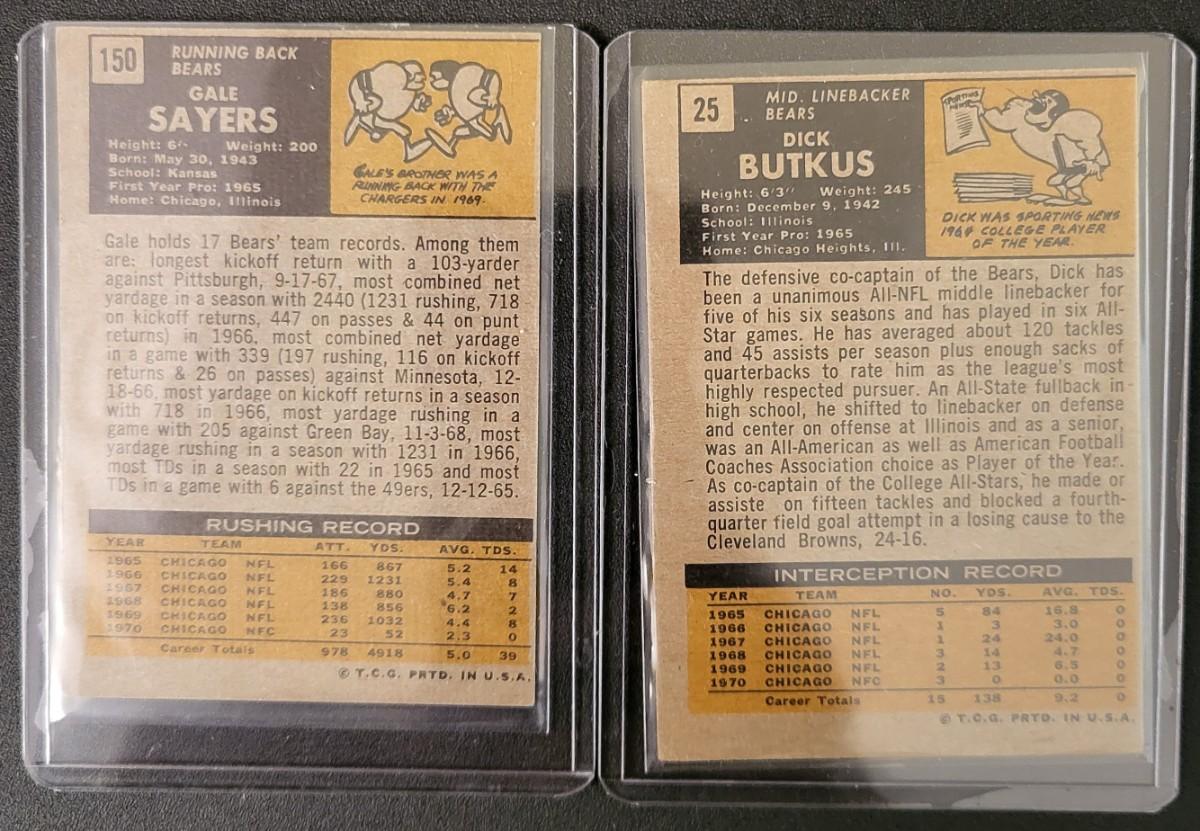 150
RUNNING BACK
BEARS
GALE
SAYERS
Height: 6' Weight: 200
Born: May 30, 1943
School: Kansas
First Year Pro: 1965
Home: Chicago, Illinois
GALE'S BROTHER WAS A
RUNNING BACK WITH THE
CHARGERS IN 1969.
Gale holds 17 Bears' team records. Among them
are: longest kickoff return with a 103-yarder
against Pittsburgh, 9-17-67, most combined net
yardage in a season with 2440 (1231 rushing, 718
on kickoff returns, 447 on passes & 44 on punt
returns) in 1966, most combined net yardage
in a game with 339 (197 rushing, 116 on kickoff
returns & 26 on passes) against Minnesota, 12-
18-66, most yardage on kickoff returns in a season
with 718 in 1966, most yardage rushing in a
game with 205 against Green Bay, 11-3-68, most
yardage rushing in a season with 1231 in 1966,
most TDs in a season with 22 in 1965 and most
TDs in a game with 6 against the 49ers, 12-12-65.
RUSHING RECORD
YEAR TEAM ATT. YDS. AVG. TDS.
1965 CHICAGO NFL 166 867 5.2 14
1966 CHICAGO NFL 229 1231 5.4 8
1967 CHICAGO NFL 186 880 4.7 7
1968 CHICAGO NFL 138 856 6.2 2
1969 CHICAGO NFL 236 1032 4.4 8
1970 CHICAGO NFC 23 52 2.3 0
Career Totals 978 4918 5.0 39
© T.C.G. PRTD. IN U.S.A.
25
MID. LINEBACKER
BEARS
DICK
BUTKUS
Height: 6'3" Weight: 245
Born: December 9, 1942
School: Illinois
First Year Pro: 1965
Home: Chicago Heights, Ill.
SPORTING
NEWS
DICK WAS SPORTING NEWS
1964 COLLEGE PLAYER
OF THE YEAR.
The defensive co-captain of the Bears, Dick has
been a unanimous All-NFL middle linebacker for
five of his six seasons and has played in six All-
Star games. He has averaged about 120 tackles
and 45 assists per season plus enough sacks of
quarterbacks to rate him as the league's most
highly respected pursuer. An All-State fullback in
high school, he shifted to linebacker on defense
and center on offense at Illinois and as a senior,
was an All-American as well as American Football
Coaches Association choice as Player of the Year.
As co-captain of the College All-Stars, he made or
assiste on fifteen tackles and blocked a fourth-
quarter field goal attempt in a losing cause to the
Cleveland Browns, 24-16.
INTERCEPTION RECORD
YEAR TEAM NO. YDS. AVG. TDS.
1965 CHICAGO NFL 5 84 16.8 0
1966 CHICAGO NFL 1 3 3.0 0
1967 CHICAGO NFL 1 24 24.0 0
1968 CHICAGO NFL 3 14 4.7 0
1969 CHICAGO NFL 2 13 6.5 0
1970 CHICAGO NFC 3 0 0.0 0
Career Totals 15 138 9.2 0
© T.C.G. PRTD. IN U.S.A.